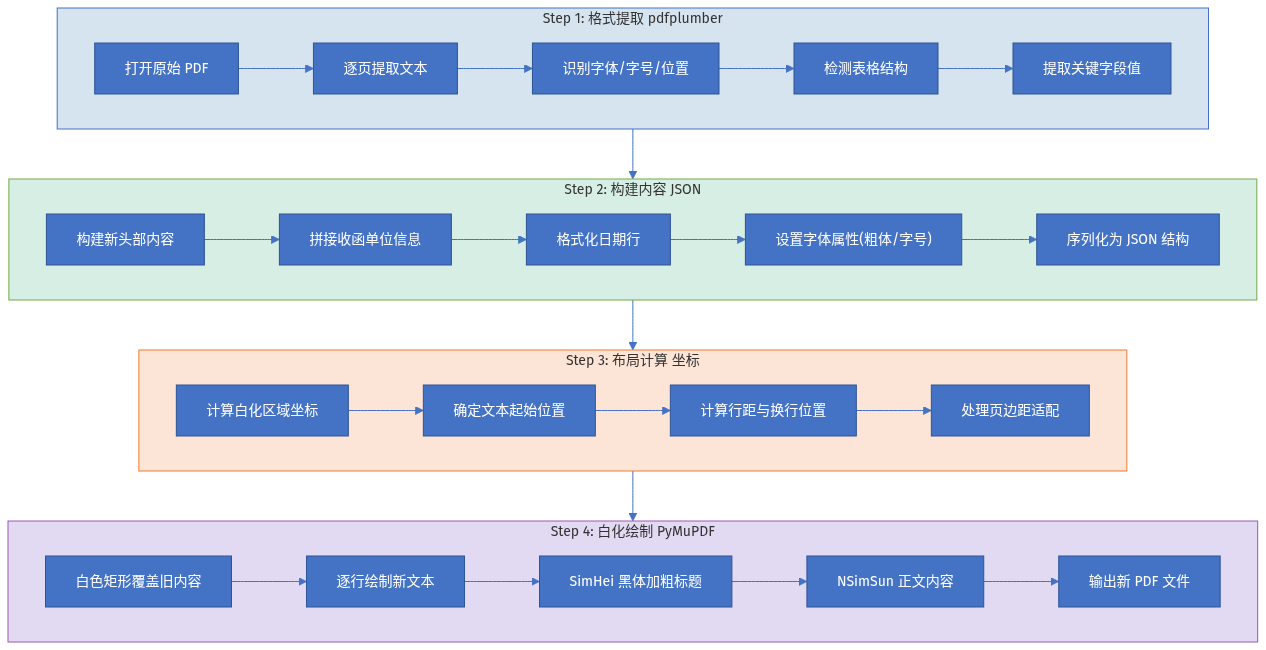 Step 1: 格式提取 pdfplumber
打开原始 PDF
逐页提取文本
识别字体/字号/位置
检测表格结构
提取关键字段值
Step 2: 构建内容 JSON
构建新头部内容
拼接收函单位信息
格式化日期行
设置字体属性(粗体/字号)
序列化为 JSON 结构
Step 3: 布局计算 坐标
计算白化区域坐标
确定文本起始位置
计算行距与换行位置
处理页边距适配
Step 4: 白化绘制 PyMuPDF
白色矩形覆盖旧内容
逐行绘制新文本
SimHei 黑体加粗标题
NSimSun 正文内容
输出新 PDF 文件